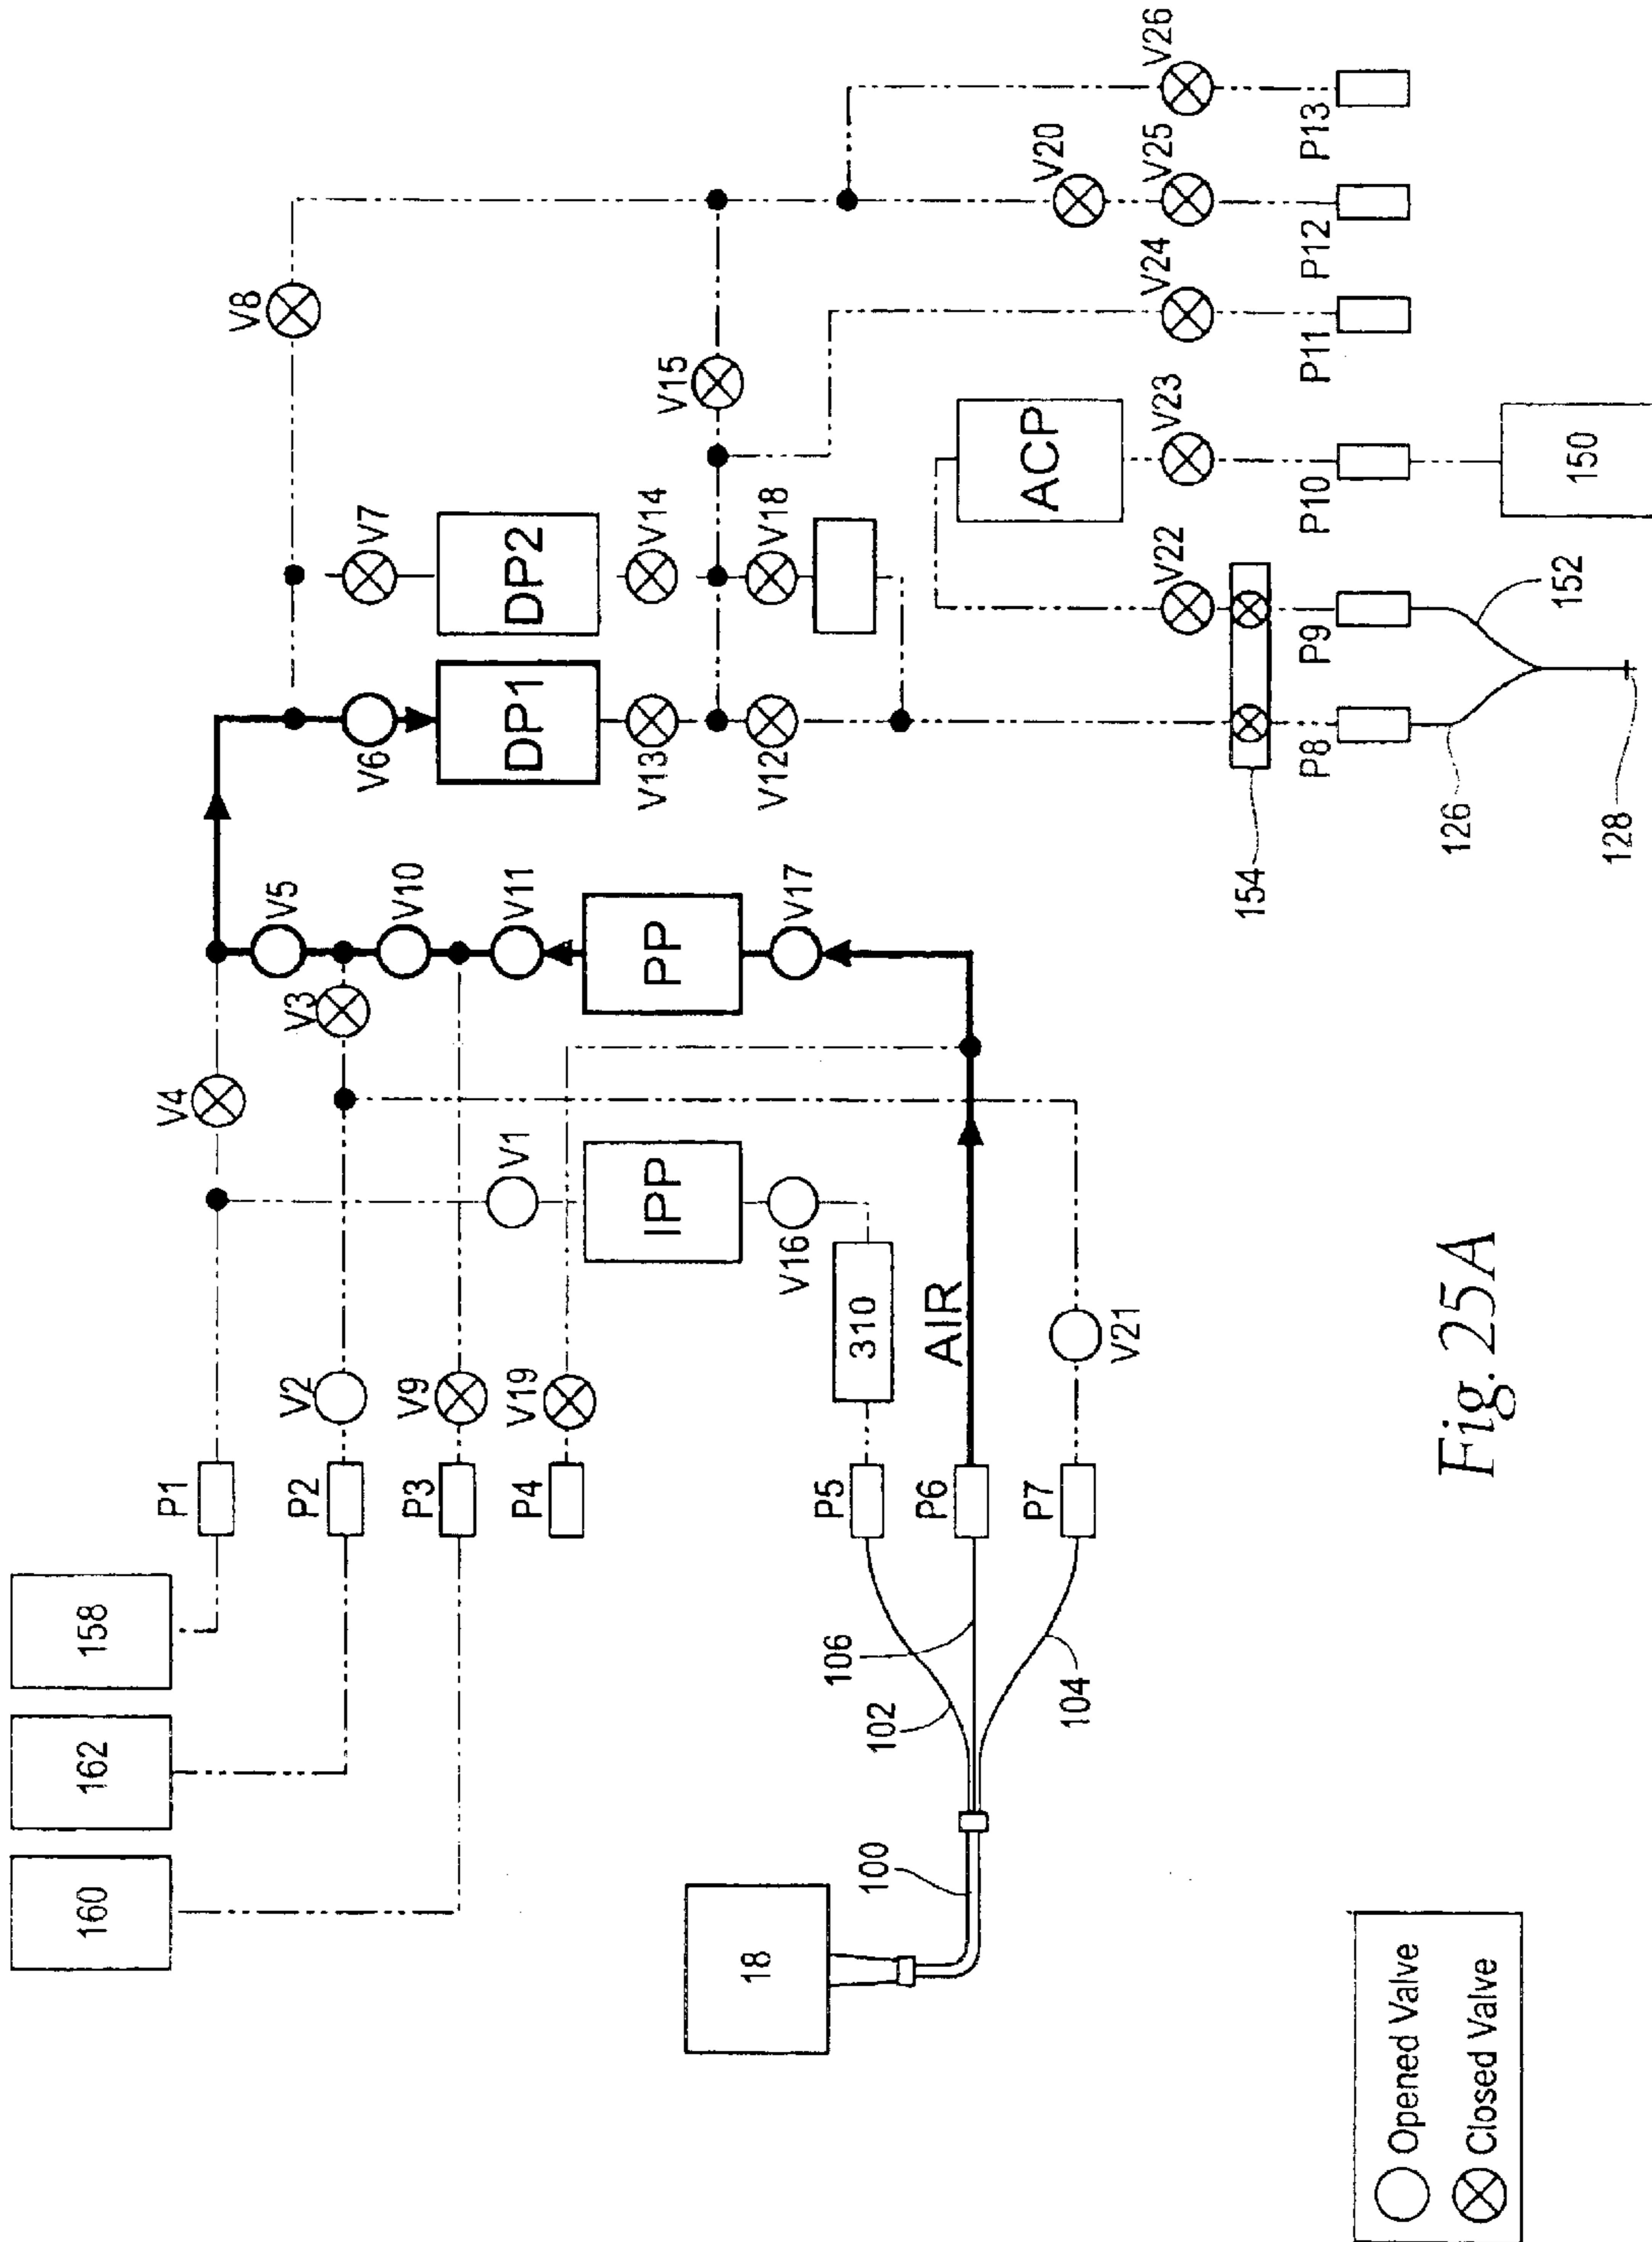 160
162
158
P1
P2
P3
P4
V4
V2
V9
V19
V3
V5
V10
V11
V1
IPP
V16
310
PP
V17
V8
V6
V7
DP1
DP2
V13
V14
V12
V18
V15
18
100
102
106
104
P5
P6
P7
AIR
V21
ACP
V22
V23
V24
V20
V25
V26
154
P8
P9
P10
P11
P12
P13
126
128
152
150
Opened Valve
Closed Valve
Fig. 25A